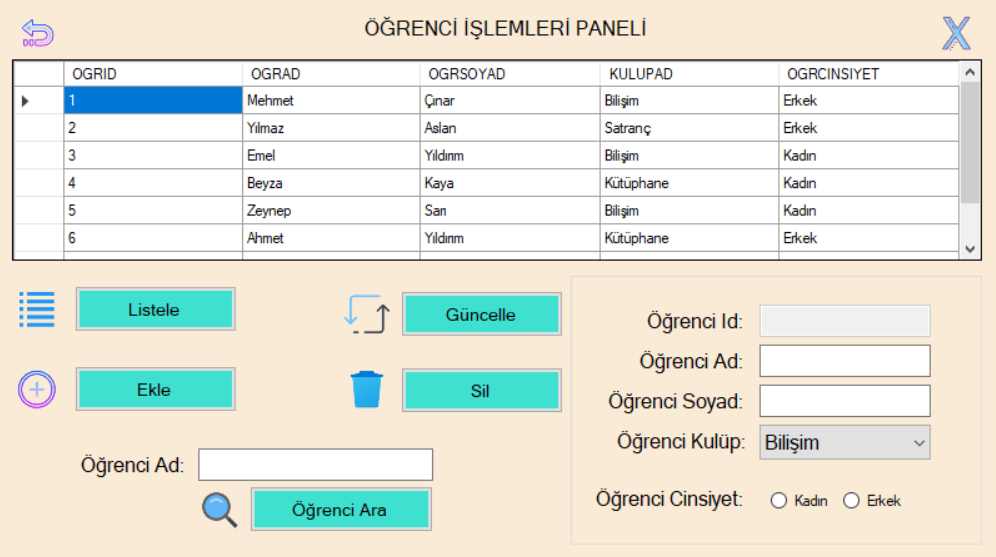 ÖĞRENCİ İŞLEMLERİ PANELİ
OGRID OGRAD OGRSOYAD KULUPAD OGRCINSIYET
1 Mehmet Çınar Bilişim Erkek
2 Yılmaz Aslan Satranç Erkek
3 Emel Yıldırım Bilişim Kadın
4 Beyza Kaya Kütüphane Kadın
5 Zeynep Sarı Bilişim Kadın
6 Ahmet Yıldırım Kütüphane Erkek
Listele
Güncelle
Ekle
Sil
Öğrenci Ad:
Öğrenci Ara
Öğrenci Id:
Öğrenci Ad:
Öğrenci Soyad:
Öğrenci Kulüp: Bilişim
Öğrenci Cinsiyet: Kadın Erkek